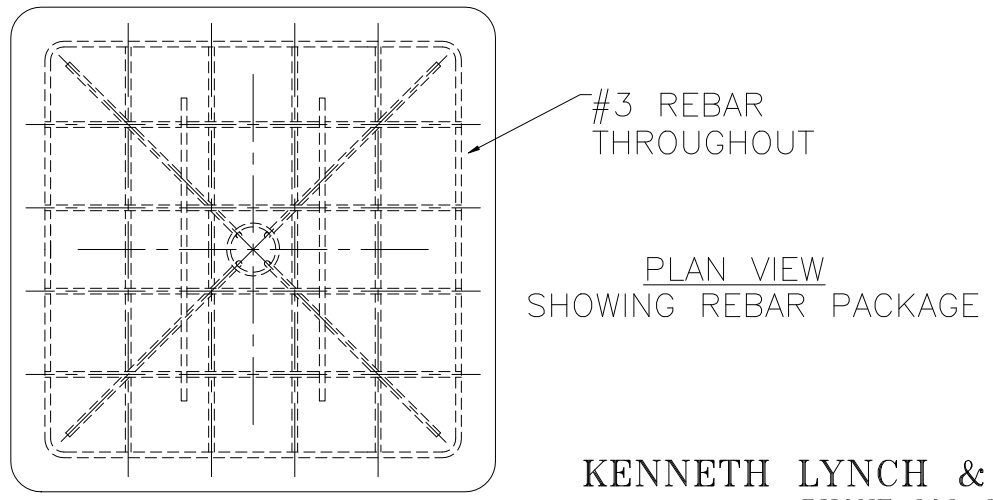 #3 REBAR
THROUGHOUT
PLAN VIEW
SHOWING REBAR PACKAGE
KENNETH LYNCH &